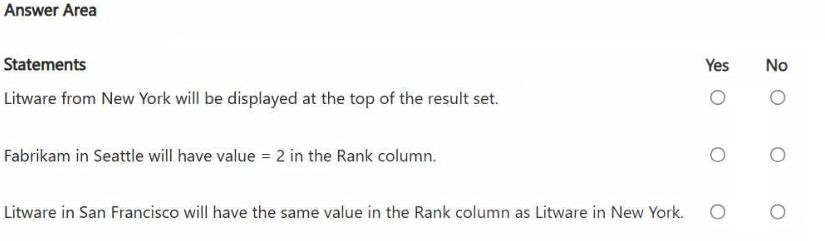 Answer Area
Statements Yes No
Litware from New York will be displayed at the top of the result set.
Fabrikam in Seattle will have value = 2 in the Rank column.
Litware in San Francisco will have the same value in the Rank column as Litware in New York.